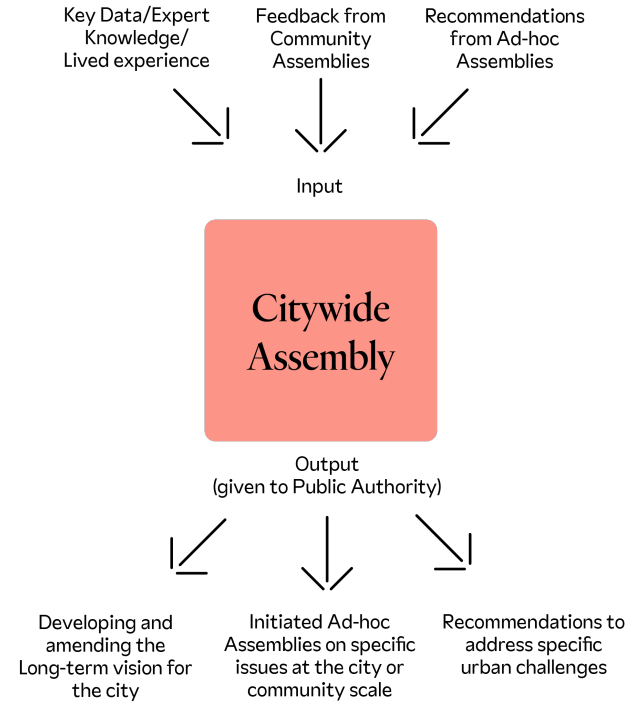 Key Data/Expert
Knowledge/
Lived experience
Feedback from
Community
Assemblies
Recommendations
from Ad-hoc
Assemblies
Input
Citywide
Assembly
Output
(given to Public Authority)
Developing and
amending the
Long-term vision for
the city
Initiated Ad-hoc
Assemblies on specific
issues at the city or
community scale
Recommendations to
address specific
urban challenges